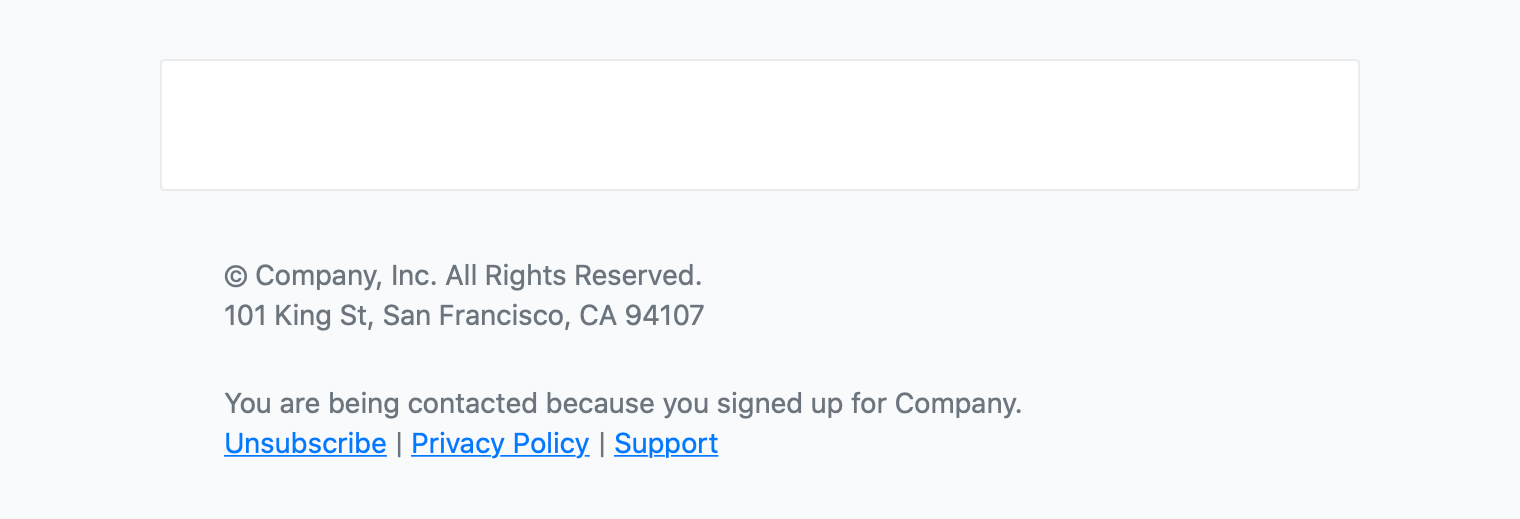 © Company, Inc. All Rights Reserved.
101 King St, San Francisco, CA 94107
You are being contacted because you signed up for Company.
Unsubscribe | Privacy Policy | Support